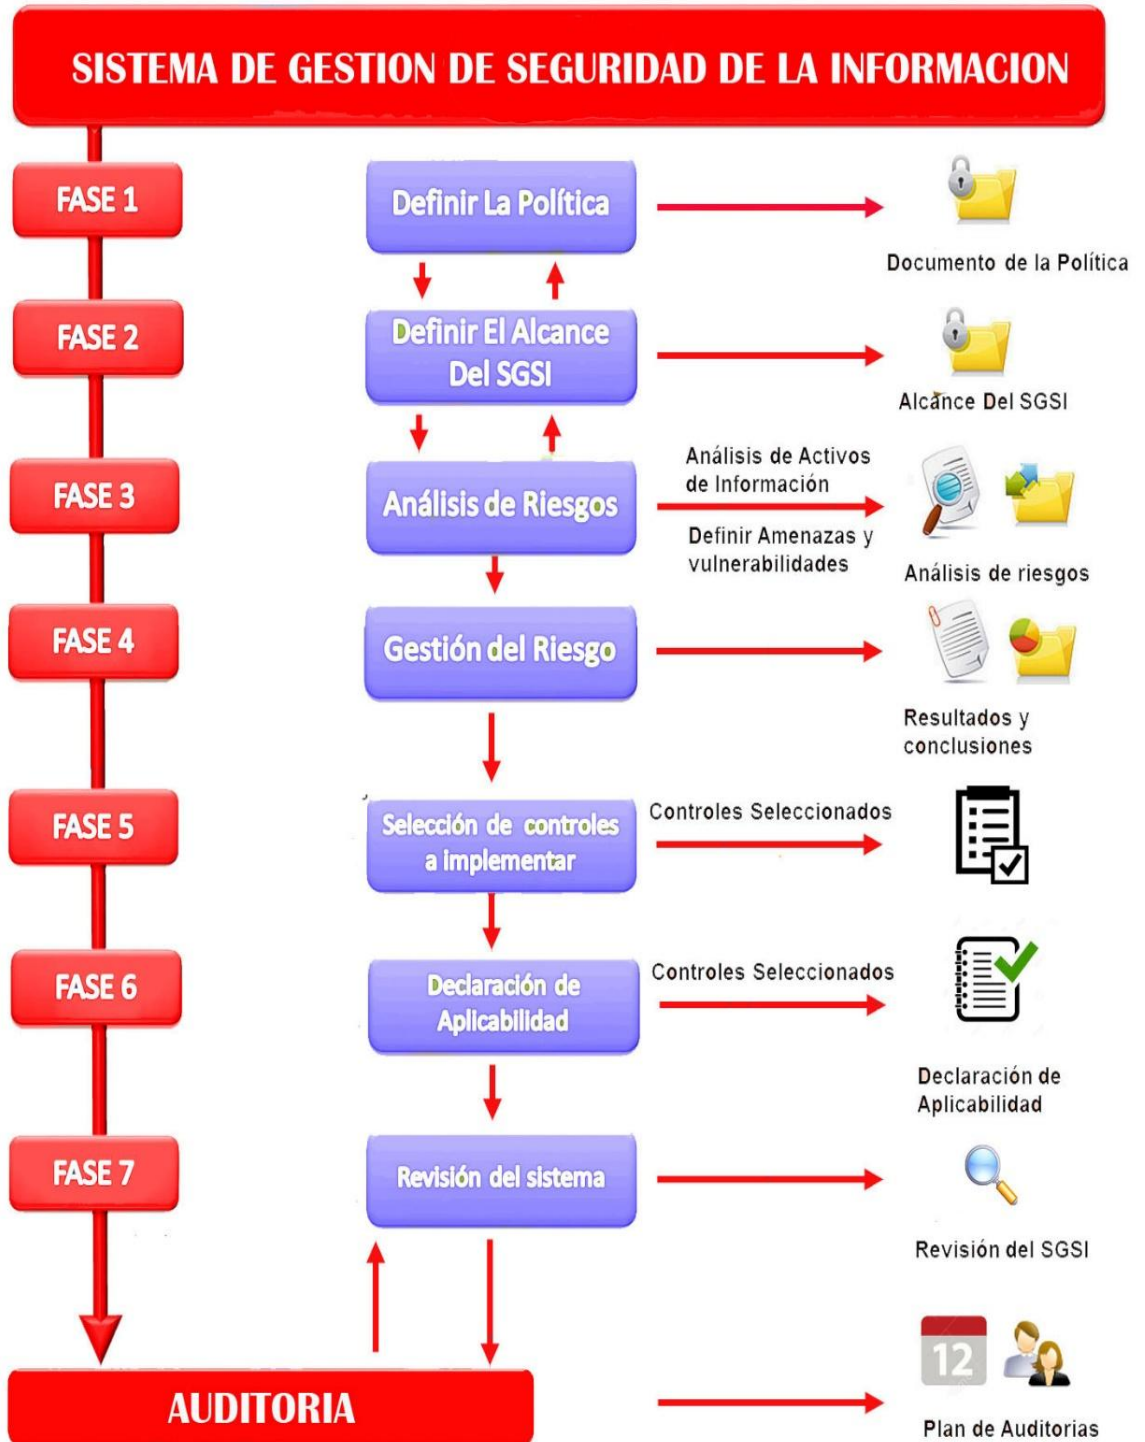 SISTEMA DE GESTION DE SEGURIDAD DE LA INFORMACION
FASE 1
Definir La Política
Documento de la Política
FASE 2
Definir El Alcance
Del SGSI
Alcance Del SGSI
FASE 3
Análisis de Riesgos
Análisis de Activos
de Información
Definir Amenazas y
vulnerabilidades
Análisis de riesgos
FASE 4
Gestión del Riesgo
Resultados y
conclusiones
FASE 5
Selección de controles
a implementar
Controles Seleccionados
FASE 6
Declaración de
Aplicabilidad
Controles Seleccionados
Declaración de
Aplicabilidad
FASE 7
Revisión del sistema
Revisión del SGSI
AUDITORIA
12
Plan de Auditorias